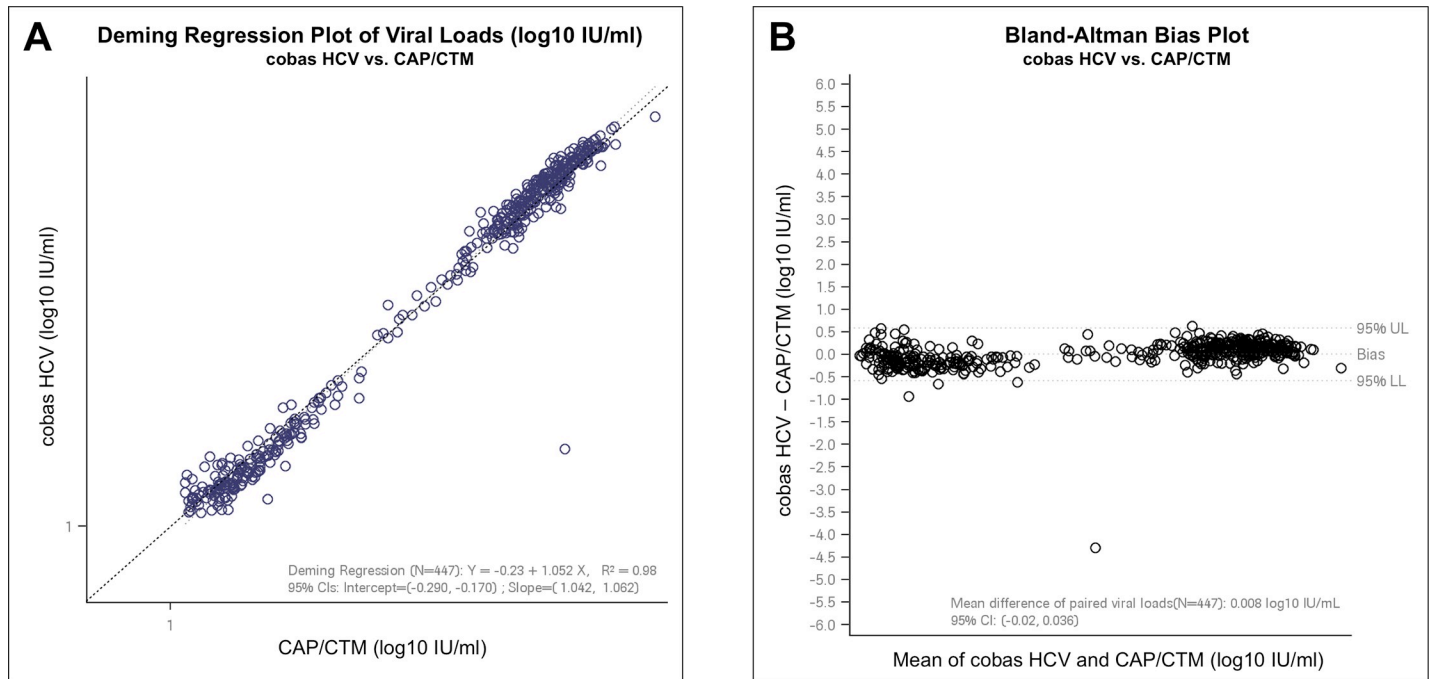 A
Deming Regression Plot of Viral Loads (log10 IU/ml)
cobas HCV vs. CAP/CTM
cobas HCV (log10 IU/ml)
1
Deming Regression (N=447): Y = -0.23 + 1.052 X, R² = 0.98
95% CIs: Intercept=(-0.290, -0.170) ; Slope=( 1.042, 1.062)
1
CAP/CTM (log10 IU/ml)
B
Bland-Altman Bias Plot
cobas HCV vs. CAP/CTM
cobas HCV – CAP/CTM (log10 IU/ml)
6.0
5.5
5.0
4.5
4.0
3.5
3.0
2.5
2.0
1.5
1.0
0.5
0.0
-0.5
-1.0
-1.5
-2.0
-2.5
-3.0
-3.5
-4.0
-4.5
-5.0
-5.5
-6.0
95% UL
Bias
95% LL
Mean difference of paired viral loads(N=447): 0.008 log10 IU/mL
95% CI: (-0.02, 0.036)
Mean of cobas HCV and CAP/CTM (log10 IU/ml)